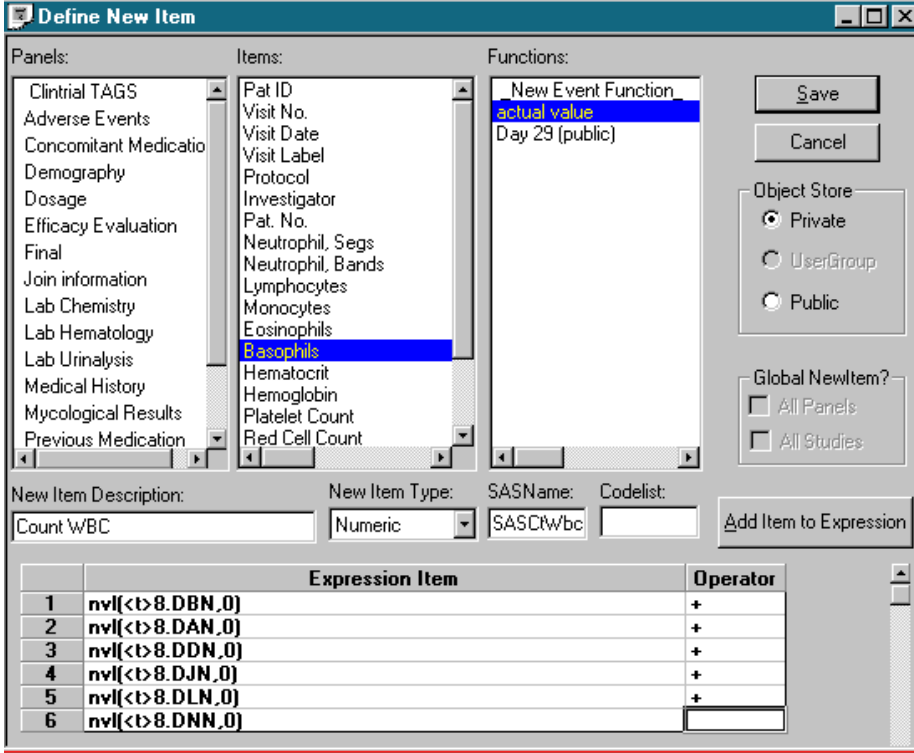 Define New Item
Panels:
Clintrial TAGS
Adverse Events
Concomitant Medicatio
Demography
Dosage
Efficacy Evaluation
Final
Join information
Lab Chemistry
Lab Hematology
Lab Urinalysis
Medical History
Mycological Results
Previous Medication
Items:
Pat ID
Visit No.
Visit Date
Visit Label
Protocol
Investigator
Pat. No.
Neutrophil, Segs
Neutrophil, Bands
Lymphocytes
Monocytes
Eosinophils
Basophils
Hematocrit
Hemoglobin
Platelet Count
Red Cell Count
Functions:
_New Event Function_
actual value
Day 29 (public)
Save
Cancel
Object Store
Private
UserGroup
Public
Global NewItem?
All Panels
All Studies
New Item Description:
Count WBC
New Item Type:
Numeric
SASName:
SASCtWbc
Codelist:
Add Item to Expression
Expression Item Operator
1 nvl(<t>8.DBN,0) +
2 nvl(<t>8.DAN,0) +
3 nvl(<t>8.DDN,0) +
4 nvl(<t>8.DJN,0) +
5 nvl(<t>8.DLN,0) +
6 nvl(<t>8.DNN,0)